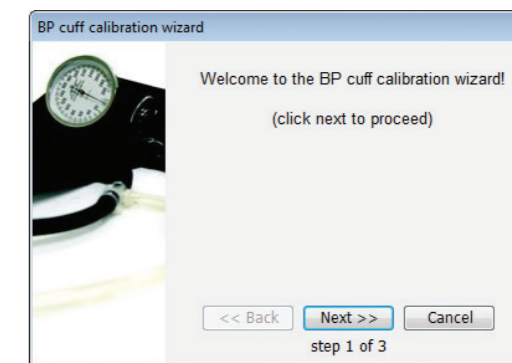 BP cuff calibration wizard
Welcome to the BP cuff calibration wizard!
(click next to proceed)
<< Back Next >> Cancel
step 1 of 3